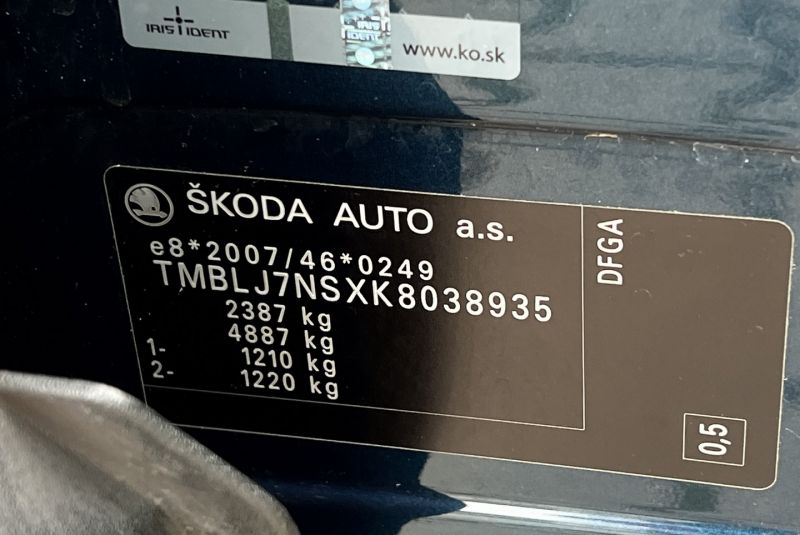 IRIS IDENT
IRIS
IDENT
www.ko.sk
ŠKODA AUTO a.s.
e8*2007/46*0249
TMBLJ7NSXK8038935
2387 kg
4887 kg
1- 1210 kg
2- 1220 kg
DFGA
0,5